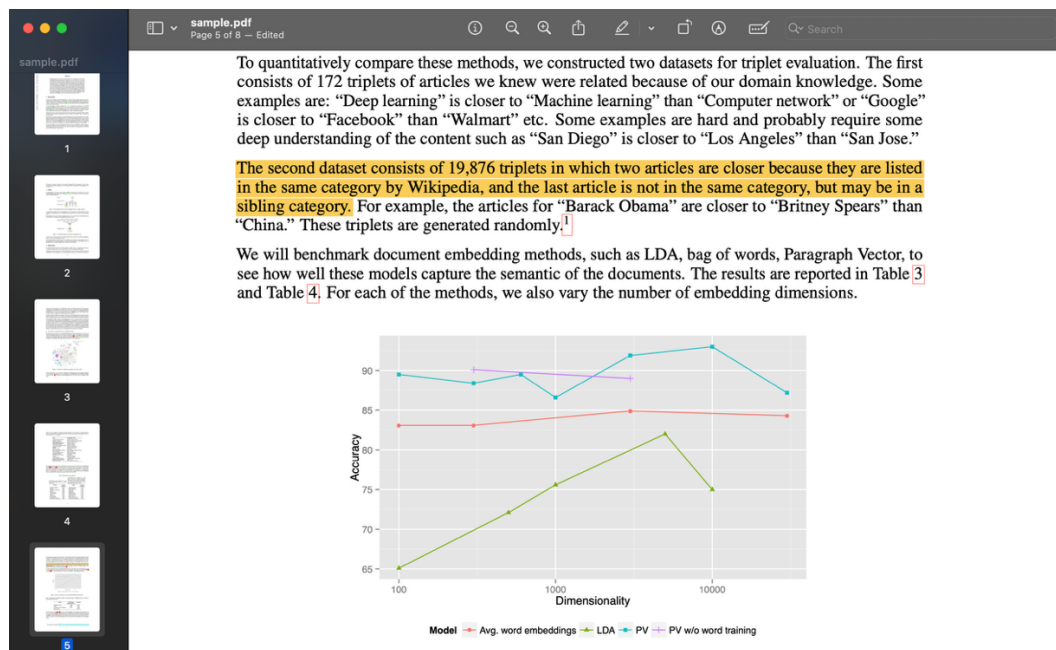 sample.pdf
Page 5 of 8 — Edited
Search
sample.pdf
1
2
3
4
5
To quantitatively compare these methods, we constructed two datasets for triplet evaluation. The first
consists of 172 triplets of articles we knew were related because of our domain knowledge. Some
examples are: “Deep learning” is closer to “Machine learning” than “Computer network” or “Google”
is closer to “Facebook” than “Walmart” etc. Some examples are hard and probably require some
deep understanding of the content such as “San Diego” is closer to “Los Angeles” than “San Jose.”
The second dataset consists of 19,876 triplets in which two articles are closer because they are listed
in the same category by Wikipedia, and the last article is not in the same category, but may be in a
sibling category. For example, the articles for “Barack Obama” are closer to “Britney Spears” than
“China.” These triplets are generated randomly.1
We will benchmark document embedding methods, such as LDA, bag of words, Paragraph Vector, to
see how well these models capture the semantic of the documents. The results are reported in Table 3
and Table 4. For each of the methods, we also vary the number of embedding dimensions.
Accuracy
90
85
80
75
70
65
100 1000 10000
Dimensionality
Model Avg. word embeddings LDA PV PV w/o word training